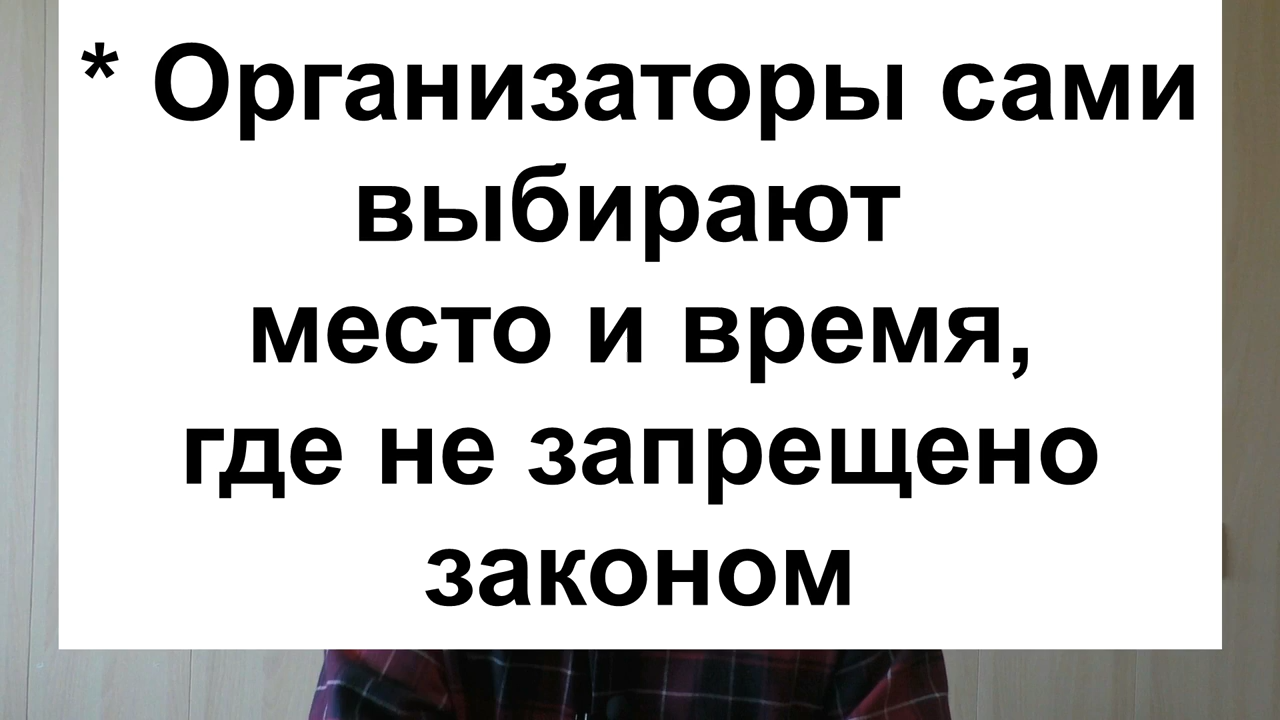 * Организаторы сами
выбирают
место и время,
где не запрещено
законом